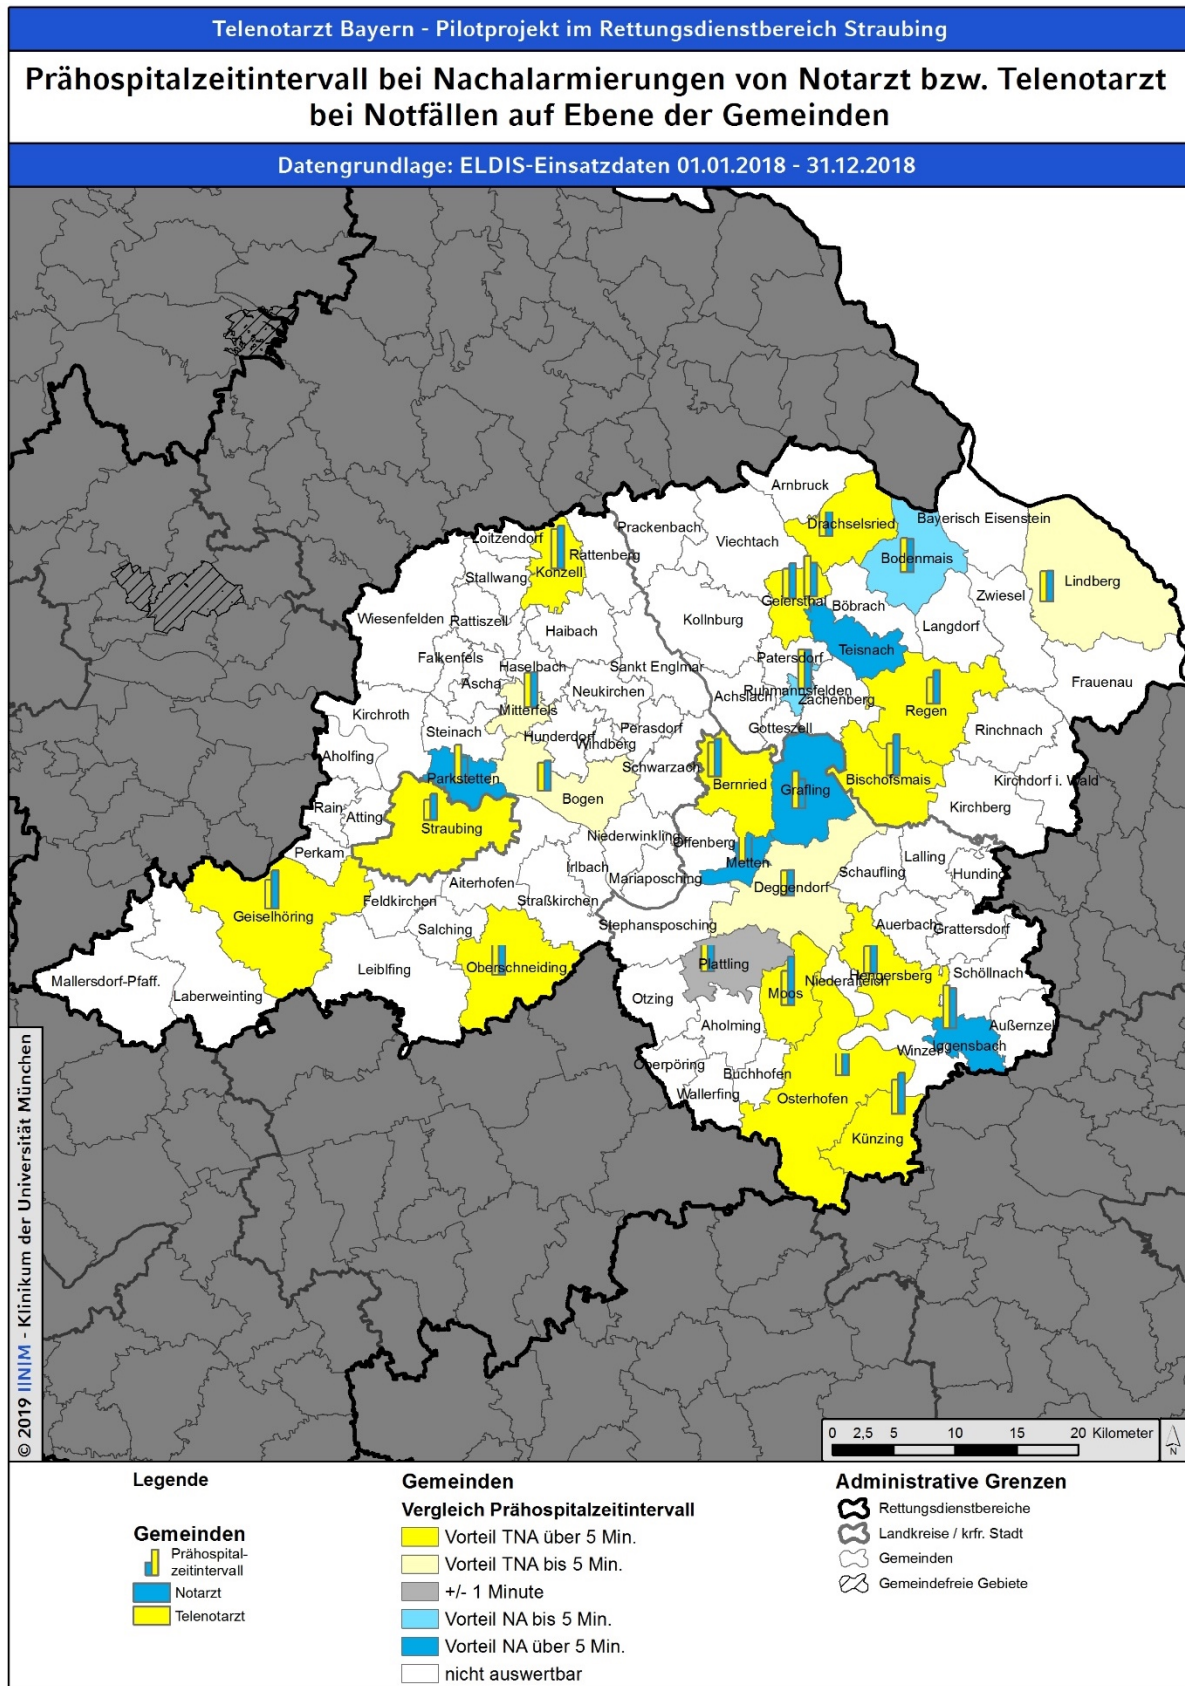 Telenotarzt Bayern - Pilotprojekt im Rettungsdienstbereich Straubing
Prähospitalzeitintervall bei Nachalarmierungen von Notarzt bzw. Telenotarzt
bei Notfällen auf Ebene der Gemeinden
Datengrundlage: ELDIS-Einsatzdaten 01.01.2018 - 31.12.2018
Arnbruck
Prackenbach
Drachselsried
Bayerisch Eisenstein
Loitzendorf
Viechtach
Rattenberg
Bodenmais
Konzell
Stallwang
Lindberg
Zwiesel
Geiersthal
Böbrach
Wiesenfelden
Rattiszell
Kollnburg
Langdorf
Haibach
Teisnach
Falkenfels
Haselbach
Sankt Englmar
Patersdorf
Ascha
Neukirchen
Achslach
Ruhmannsfelden
Zachenberg
Frauenau
Mitterfels
Regen
Kirchroth
Steinach
Hunderdorf
Perasdorf
Gotteszell
Rinchnach
Windberg
Aholfing
Schwarzach
Parkstetten
Bernried
Grafling
Bischofsmais
Kirchdorf i. Wald
Bogen
Rain
Atting
Kirchberg
Straubing
Niederwinkling
Offenberg
Perkam
Metten
Lalling
Irlbach
Schaufling
Hunding
Mariaposching
Aiterhofen
Deggendorf
Feldkirchen
Straßkirchen
Geiselhöring
Stephansposching
Auerbach
Salching
Grattersdorf
Plattling
Leiblfing
Oberschneiding
Hengersberg
Schöllnach
Mallersdorf-Pfaff.
Niederalteich
Moos
Laberweinting
Otzing
Aholming
Außernzell
Iggensbach
Winzer
Oberpöring
Buchhofen
Wallerfing
Osterhofen
Künzing
© 2019 INM - Klinikum der Universität München
0 2,5 5 10 15 20 Kilometer
N
Legende
Gemeinden
Prähospital-
zeitintervall
Notarzt
Telenotarzt
Gemeinden
Vergleich Prähospitalzeitintervall
Vorteil TNA über 5 Min.
Vorteil TNA bis 5 Min.
+/- 1 Minute
Vorteil NA bis 5 Min.
Vorteil NA über 5 Min.
nicht auswertbar
Administrative Grenzen
Rettungsdienstbereiche
Landkreise / krfr. Stadt
Gemeinden
Gemeindefreie Gebiete